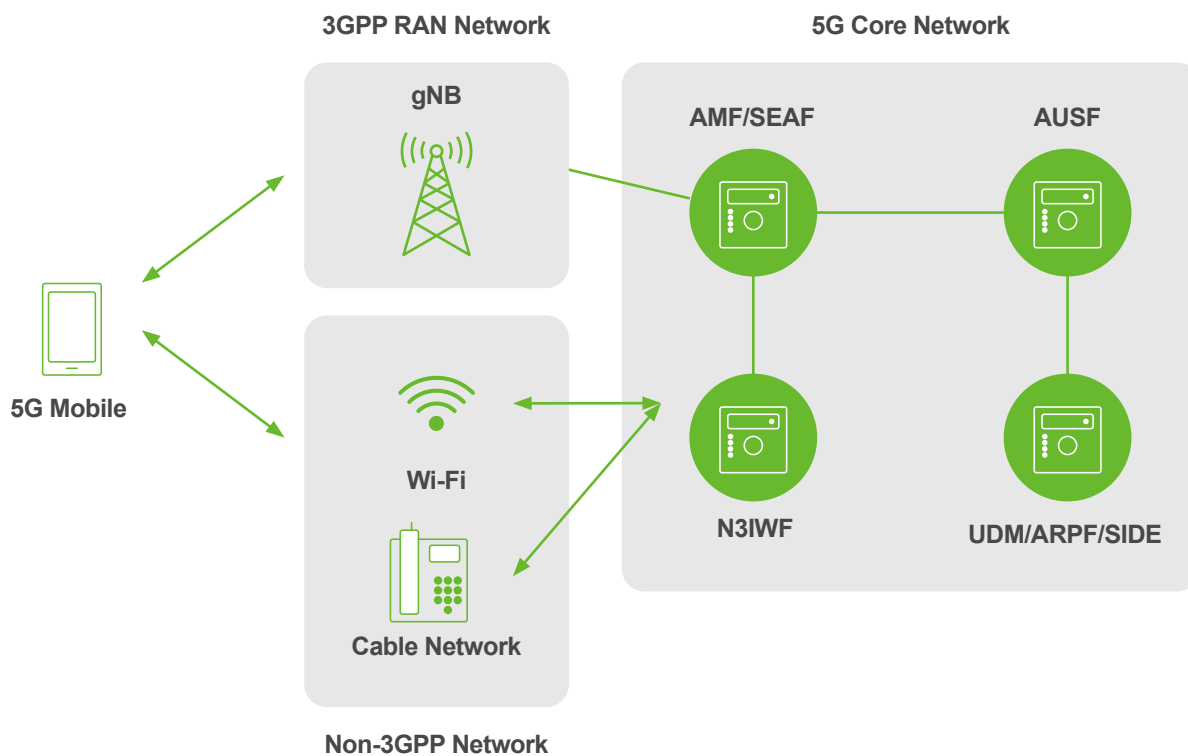 3GPP RAN Network
5G Core Network
gNB
AMF/SEAF
AUSF
5G Mobile
Wi-Fi
N3IWF
UDM/ARPF/SIDE
Cable Network
Non-3GPP Network